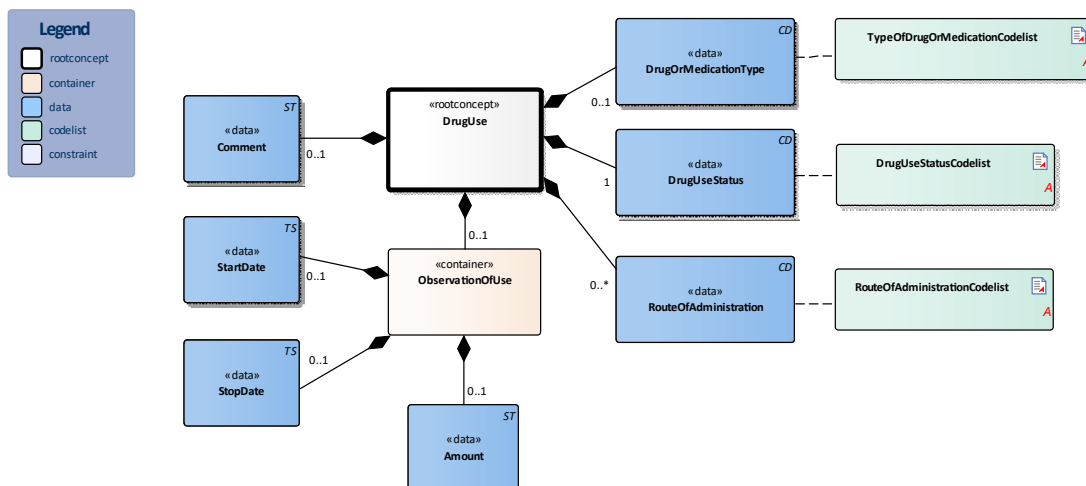 Legend
rootconcept
container
data
codelist
constraint
CD
«data»
DrugOrMedicationType
0..1
TypeOfDrugOrMedicationCodelist
A
«rootconcept»
DrugUse
ST
«data»
Comment
0..1
CD
«data»
DrugUseStatus
1
DrugUseStatusCodelist
A
TS
«data»
StartDate
0..1
0..1
«container»
ObservationOfUse
CD
«data»
RouteOfAdministration
0..*
RouteOfAdministrationCodelist
A
TS
«data»
StopDate
0..1
0..1
ST
«data»
Amount